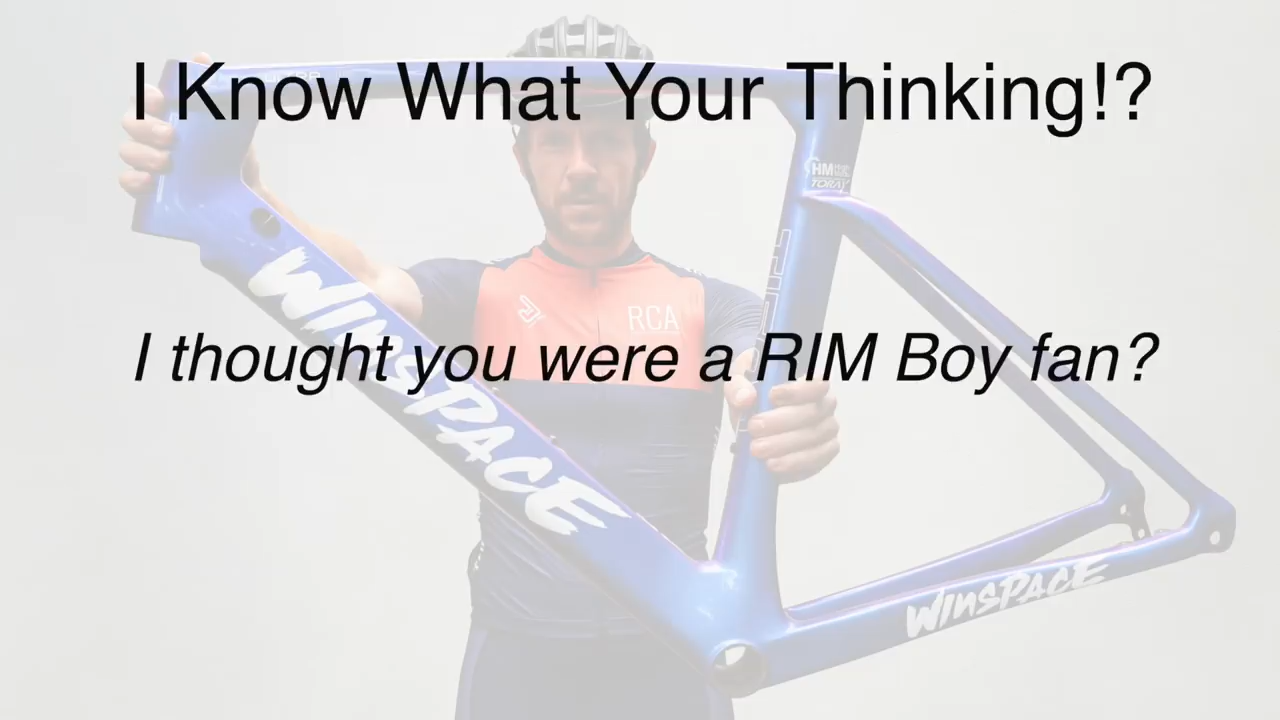 I Know What Your Thinking!?
HM
TORAY
WINSPACE
RCA
I thought you were a RIM Boy fan?
WINSPACE